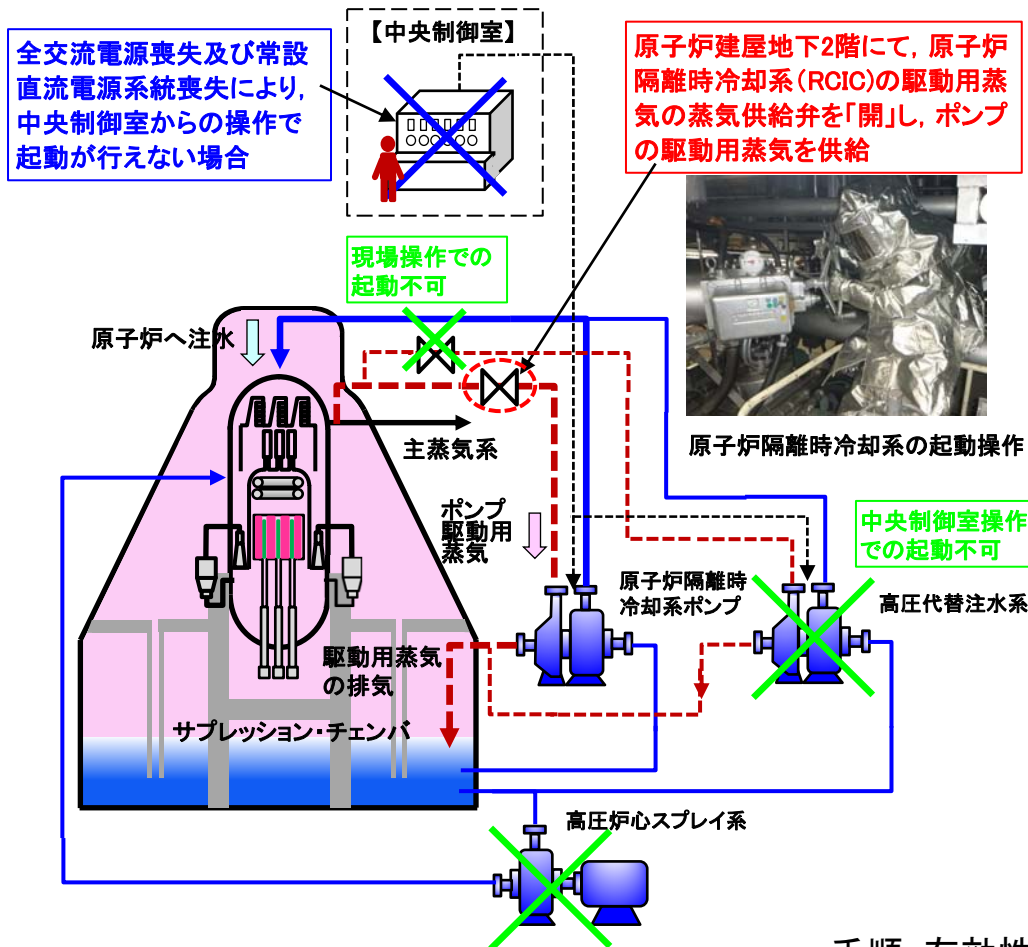 全交流電源喪失及び常設
直流電源系統喪失により，
中央制御室からの操作で
起動が行えない場合
【中央制御室】
原子炉建屋地下2階にて，原子炉
隔離時冷却系（RCIC）の駆動用蒸
気の蒸気供給弁を「開」し，ポンプ
の駆動用蒸気を供給
現場操作での
起動不可
原子炉へ注水
主蒸気系
原子炉隔離時冷却系の起動操作
ポンプ
駆動用
蒸気
中央制御室操作
での起動不可
原子炉隔離時
冷却系ポンプ
高圧代替注水系
駆動用蒸気
の排気
サプレッション・チェンバ
高圧炉心スプレイ系